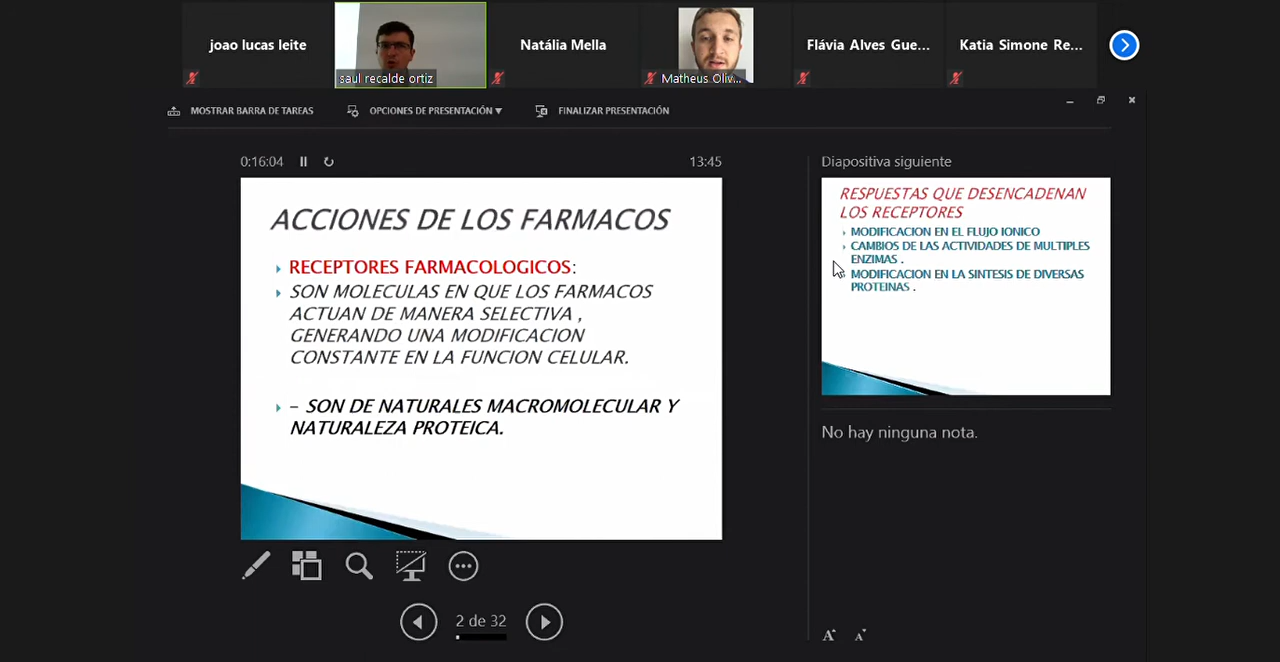 joao lucas leite
saul recalde ortiz
Natália Mella
Matheus Oliv...
Flávia Alves Gue...
Katia Simone Re...
MOSTRAR BARRA DE TAREAS
OPCIONES DE PRESENTACIÓN
FINALIZAR PRESENTACIÓN
0:16:04
13:45
ACCIONES DE LOS FARMACOS
RECEPTORES FARMACOLOGICOS:
SON MOLECULAS EN QUE LOS FARMACOS
ACTUAN DE MANERA SELECTIVA ,
GENERANDO UNA MODIFICACION
CONSTANTE EN LA FUNCION CELULAR.
– SON DE NATURALES MACROMOLECULAR Y
NATURALEZA PROTEICA.
2 de 32
Diapositiva siguiente
RESPUESTAS QUE DESENCADENAN
LOS RECEPTORES
MODIFICACION EN EL FLUJO IONICO
CAMBIOS DE LAS ACTIVIDADES DE MULTIPLES
ENZIMAS .
MODIFICACION EN LA SINTESIS DE DIVERSAS
PROTEINAS .
No hay ninguna nota.
A A